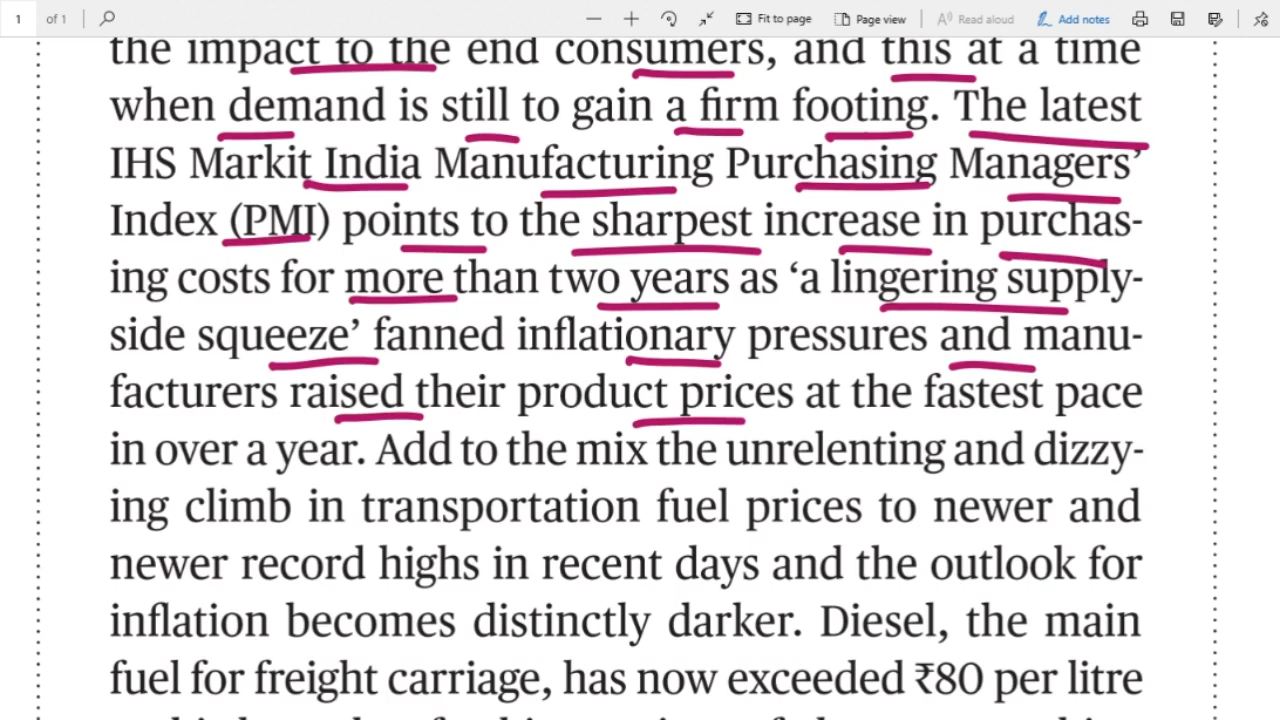 1 of 1 Fit to page Page view Read aloud Add notes
the impact to the end consumers, and this at a time
when demand is still to gain a firm footing. The latest
IHS Markit India Manufacturing Purchasing Managers’
Index (PMI) points to the sharpest increase in purchas-
ing costs for more than two years as ‘a lingering supply-
side squeeze’ fanned inflationary pressures and manu-
facturers raised their product prices at the fastest pace
in over a year. Add to the mix the unrelenting and dizzy-
ing climb in transportation fuel prices to newer and
newer record highs in recent days and the outlook for
inflation becomes distinctly darker. Diesel, the main
fuel for freight carriage, has now exceeded ₹80 per litre